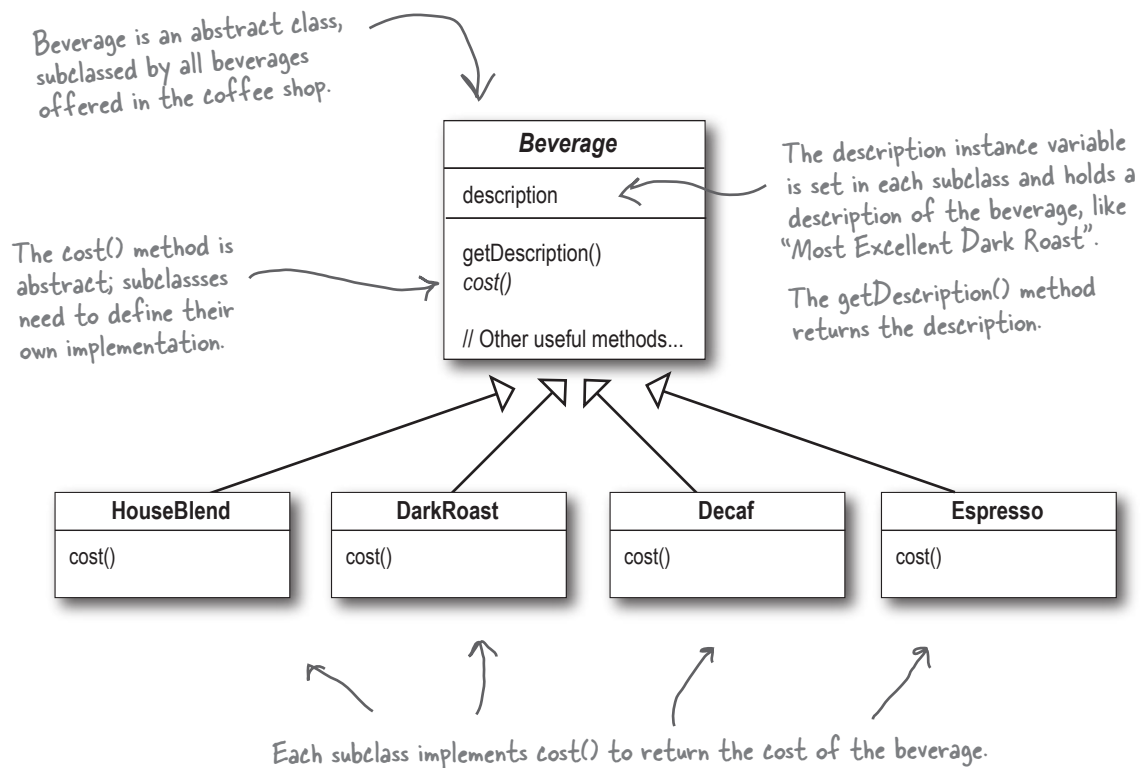 Beverage is an abstract class,
subclassed by all beverages
offered in the coffee shop.
Beverage
description
getDescription()
cost()
// Other useful methods...
The description instance variable
is set in each subclass and holds a
description of the beverage, like
“Most Excellent Dark Roast”.
The getDescription() method
returns the description.
The cost() method is
abstract; subclassses
need to define their
own implementation.
HouseBlend
cost()
DarkRoast
cost()
Decaf
cost()
Espresso
cost()
Each subclass implements cost() to return the cost of the beverage.